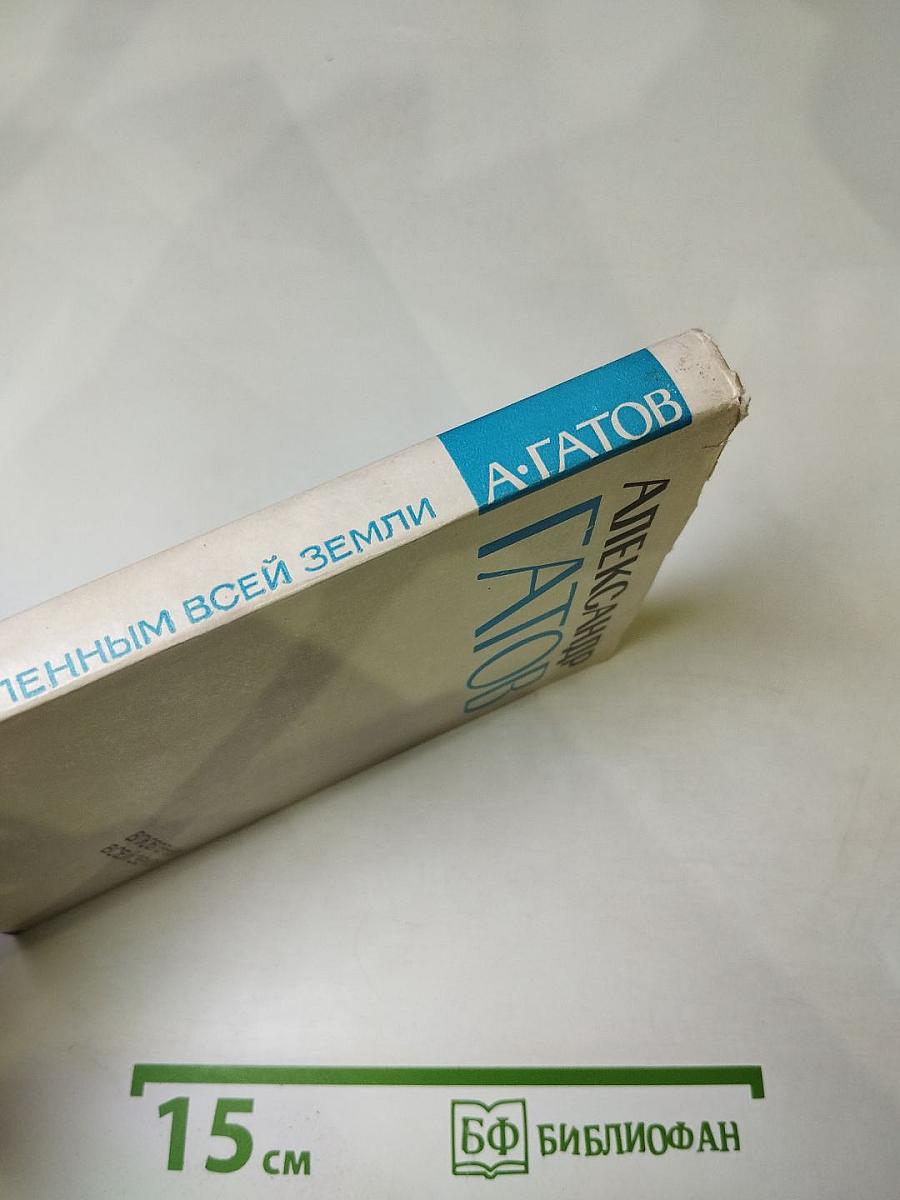 А·ГАТОВ
ЛЕННЫМ ВСЕЙ ЗЕМЛИ
АЛЕКСАНДР
ГАТОВ
15 см
БФ БИБЛИОФАН